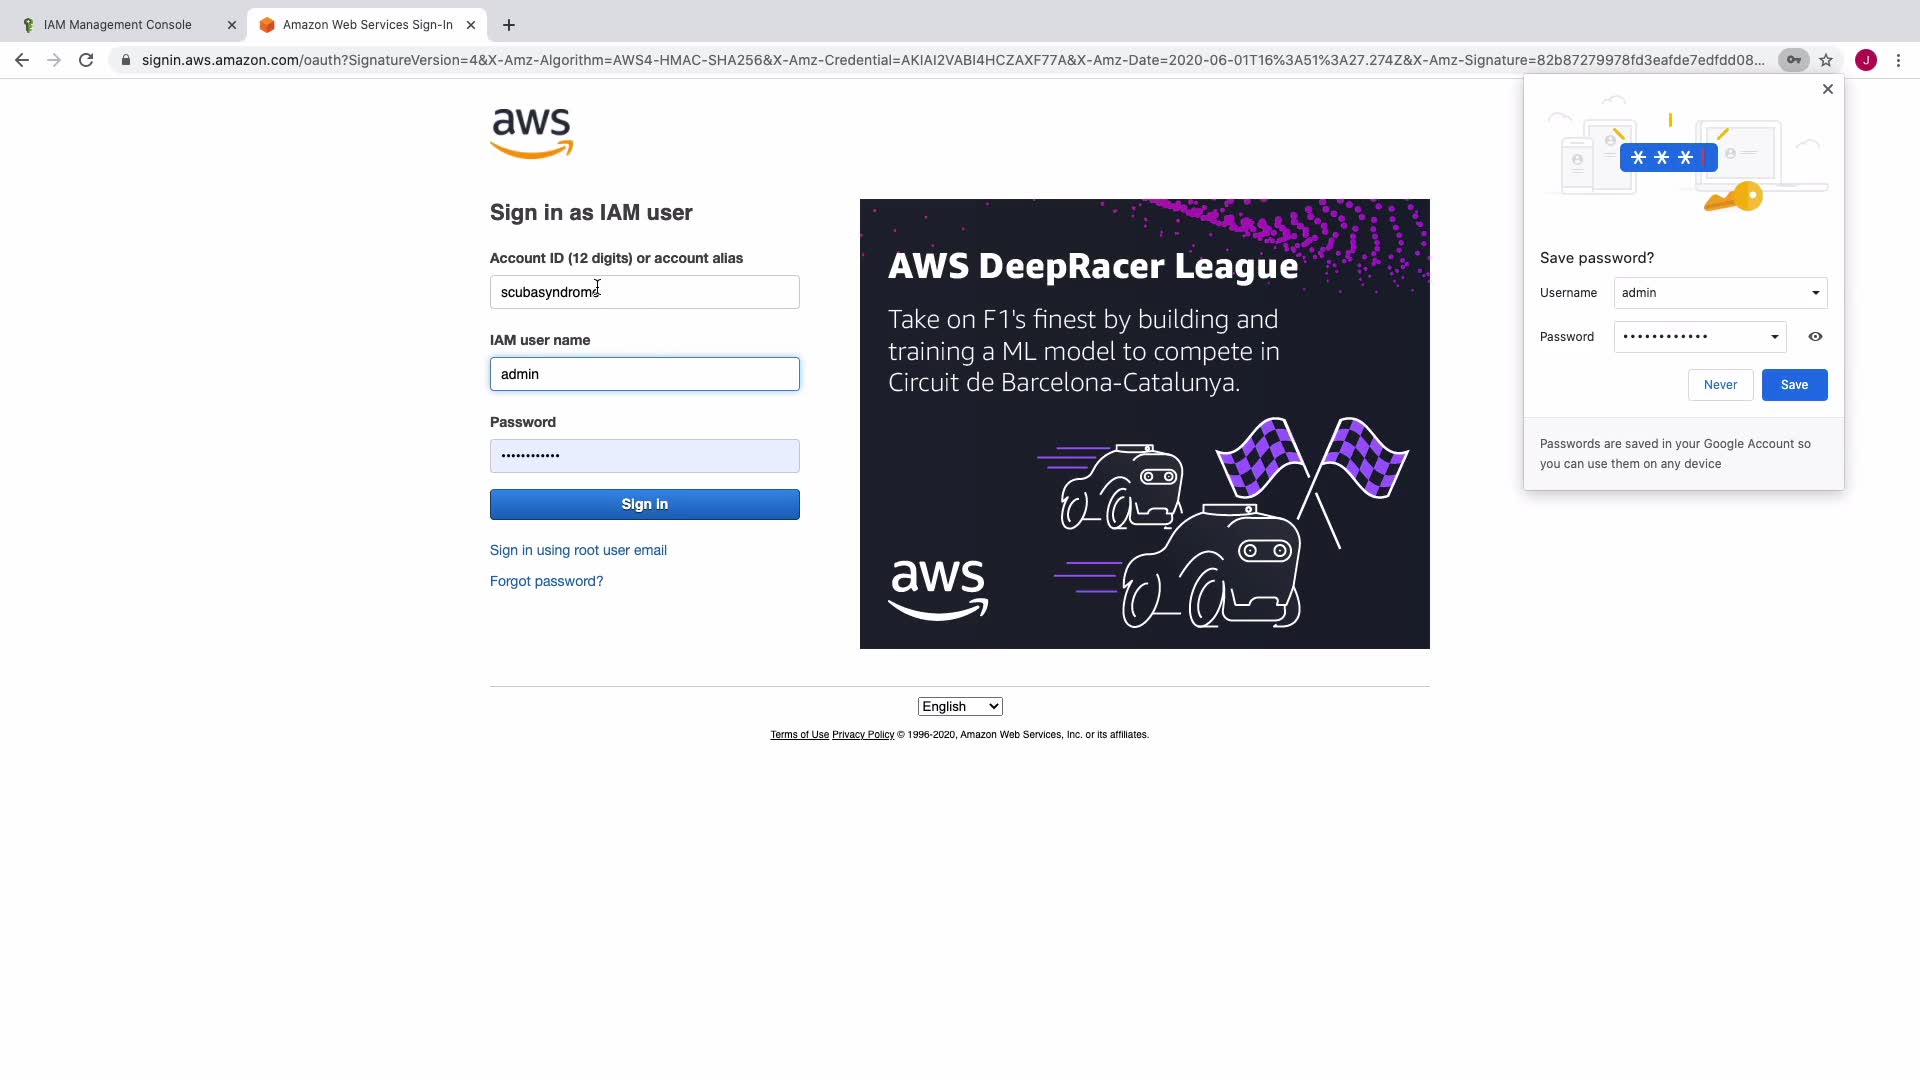 IAM Management Console
Amazon Web Services Sign-In
signin.aws.amazon.com/oauth?SignatureVersion=4&X-Amz-Algorithm=AWS4-HMAC-SHA256&X-Amz-Credential=AKIAI2VABI4HCZAXF77A&X-Amz-Date=2020-06-01T16%3A51%3A27.274Z&X-Amz-Signature=82b87279978fd3eafde7edfdd08...
J
aws
Sign in as IAM user
Account ID (12 digits) or account alias
scubasyndrome
IAM user name
admin
Password
••••••••••••
Sign In
Sign in using root user email
Forgot password?
AWS DeepRacer League
Take on F1's finest by building and
training a ML model to compete in
Circuit de Barcelona-Catalunya.
aws
Save password?
Username admin
Password ••••••••••••
Never Save
Passwords are saved in your Google Account so
you can use them on any device
English
Terms of Use Privacy Policy © 1996-2020, Amazon Web Services, Inc. or its affiliates.